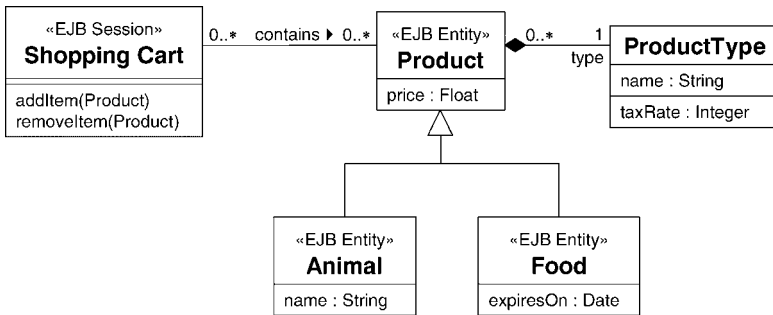 «EJB Session»
Shopping Cart
addItem(Product)
removeItem(Product)
0..* contains 0..*
«EJB Entity»
Product
price : Float
0..* 1
type
ProductType
name : String
taxRate : Integer
«EJB Entity»
Animal
name : String
«EJB Entity»
Food
expiresOn : Date